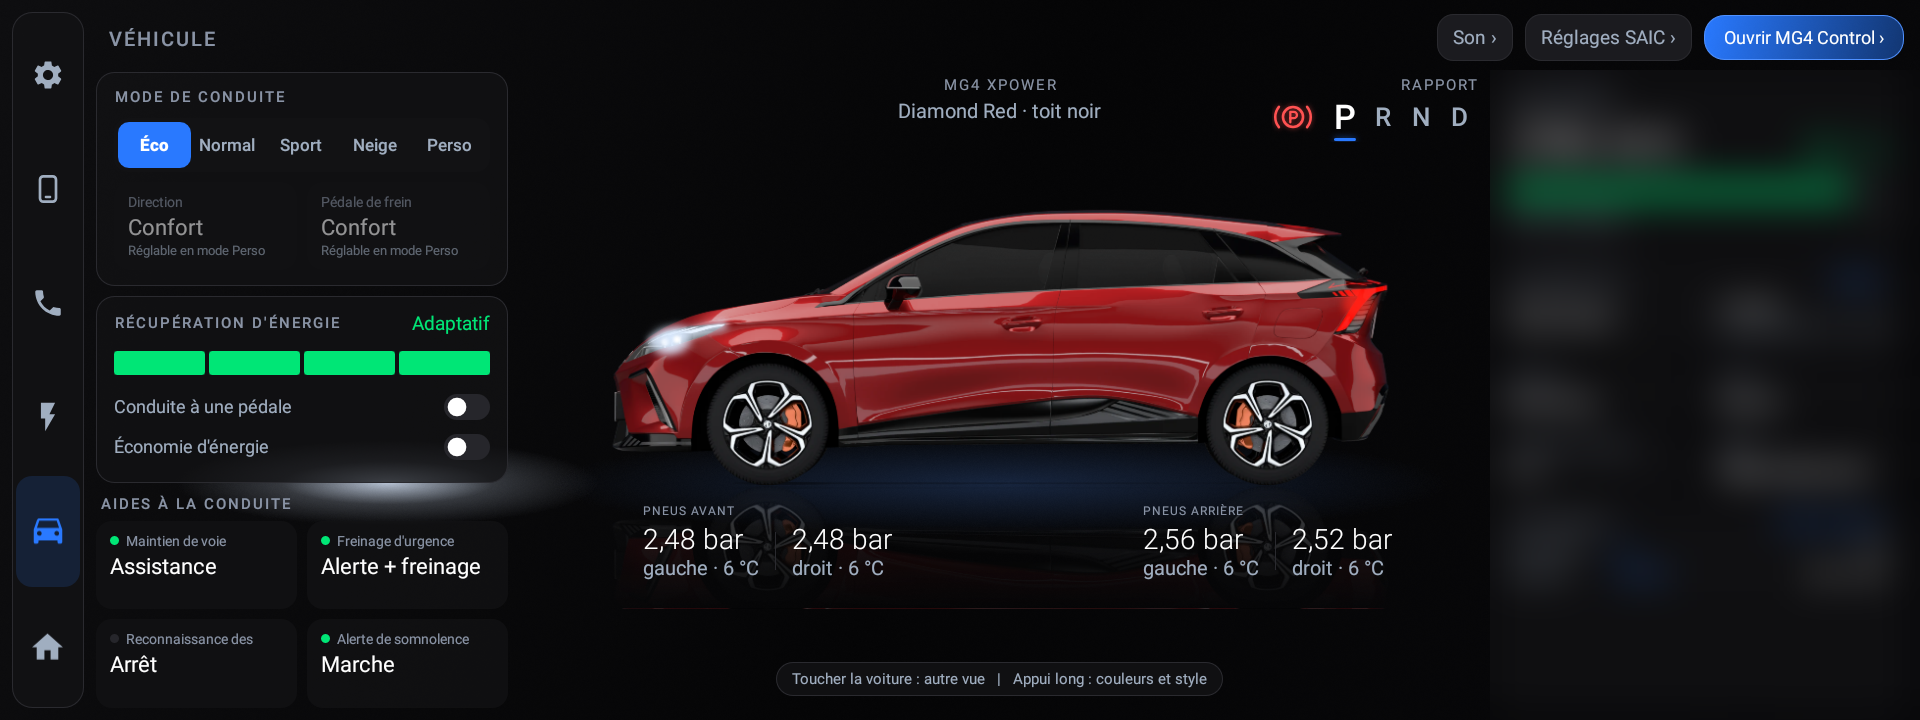 VÉHICULE
Son ›
Réglages SAIC ›
Ouvrir MG4 Control ›
MODE DE CONDUITE
Éco Normal Sport Neige Perso
Direction
Confort
Réglable en mode Perso
Pédale de frein
Confort
Réglable en mode Perso
RÉCUPÉRATION D'ÉNERGIE
Adaptatif
Conduite à une pédale
Économie d'énergie
AIDES À LA CONDUITE
Maintien de voie
Assistance
Freinage d'urgence
Alerte + freinage
Reconnaissance des
Arrêt
Alerte de somnolence
Marche
MG4 XPOWER
Diamond Red · toit noir
RAPPORT
(P) P R N D
PNEUS AVANT
2,48 bar
gauche · 6 °C
2,48 bar
droit · 6 °C
PNEUS ARRIÈRE
2,56 bar
gauche · 6 °C
2,52 bar
droit · 6 °C
Toucher la voiture : autre vue | Appui long : couleurs et style